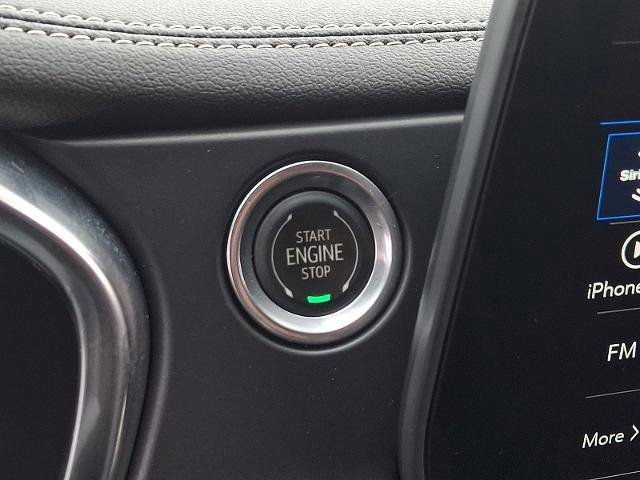 START
ENGINE
STOP
iPhone
FM
More >